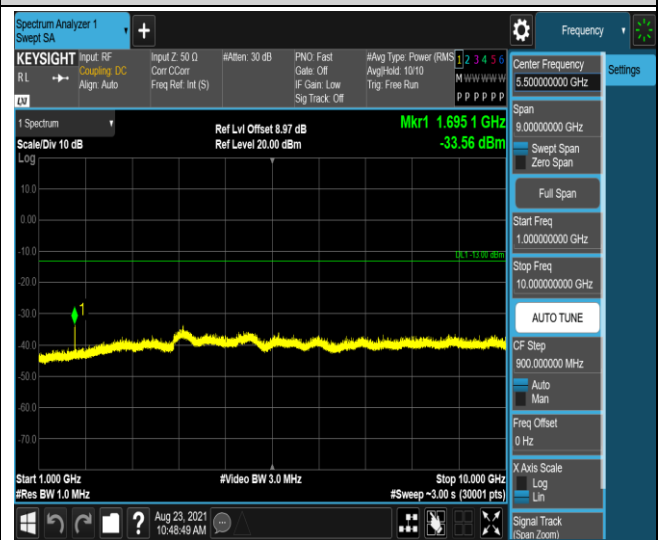 Spectrum Analyzer 1
Swept SA
Frequency
KEYSIGHT
RL
LXI
Input: RF
Coupling: DC
Align: Auto
Input Z: 50 Ω
Corr CCorr
Freq Ref: Int (S)
#Atten: 30 dB
PNO: Fast
Gate: Off
IF Gain: Low
Sig Track: Off
#Avg Type: Power (RMS
Avg|Hold: 10/10
Trig: Free Run
1 2 3 4 5 6
M W W W W W
P P P P P P
1 Spectrum
Scale/Div 10 dB
Log
Ref Lvl Offset 8.97 dB
Ref Level 20.00 dBm
Mkr1 1.695 1 GHz
-33.56 dBm
10.0
0.00
-10.0
-20.0
-30.0
-40.0
-50.0
-60.0
-70.0
DL1 -13.00 dBm
1
Start 1.000 GHz
#Res BW 1.0 MHz
#Video BW 3.0 MHz
Stop 10.000 GHz
#Sweep ~3.00 s (30001 pts)
Center Frequency
5.500000000 GHz
Settings
Span
9.00000000 GHz
Swept Span
Zero Span
Full Span
Start Freq
1.000000000 GHz
Stop Freq
10.000000000 GHz
AUTO TUNE
CF Step
900.000000 MHz
Auto
Man
Freq Offset
0 Hz
X Axis Scale
Log
Lin
Signal Track
(Span Zoom)
?
Aug 23, 2021
10:48:49 AM